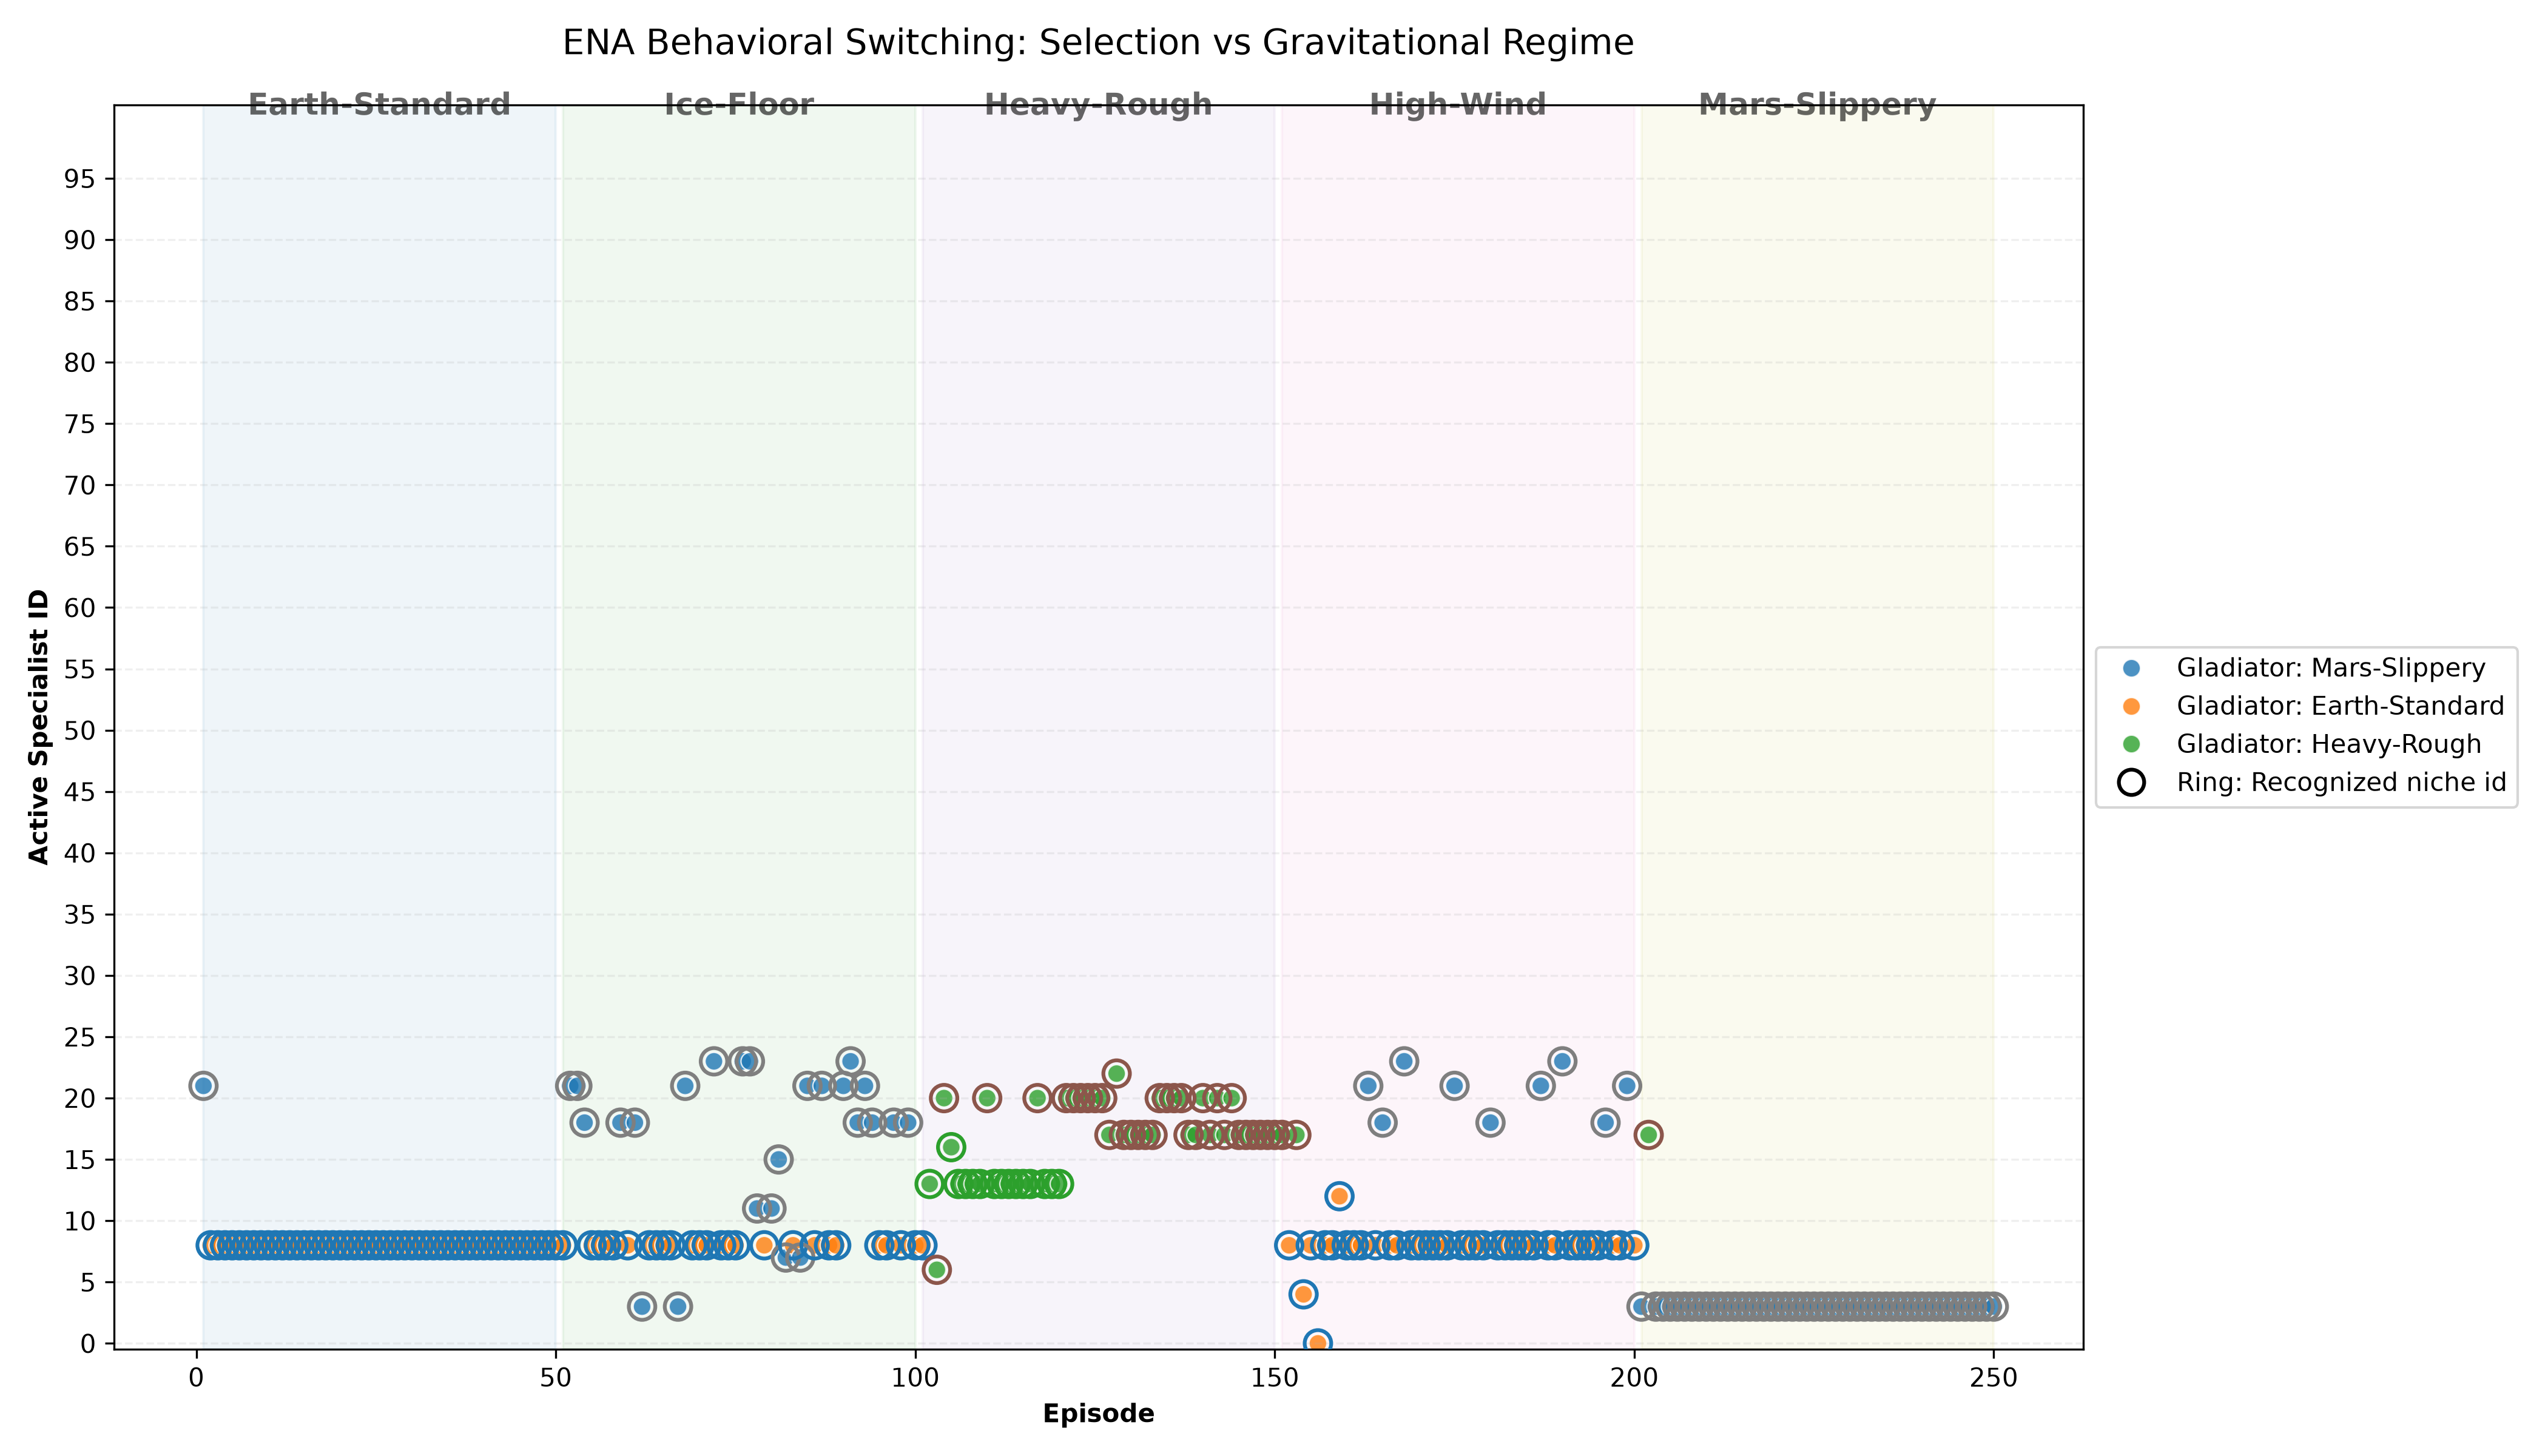 ENA Behavioral Switching: Selection vs Gravitational Regime
Earth-Standard
Ice-Floor
Heavy-Rough
High-Wind
Mars-Slippery
95
90
85
80
75
70
65
60
55
50
45
40
35
30
25
20
15
10
5
0
Active Specialist ID
0
50
100
150
200
250
Episode
Gladiator: Mars-Slippery
Gladiator: Earth-Standard
Gladiator: Heavy-Rough
Ring: Recognized niche id